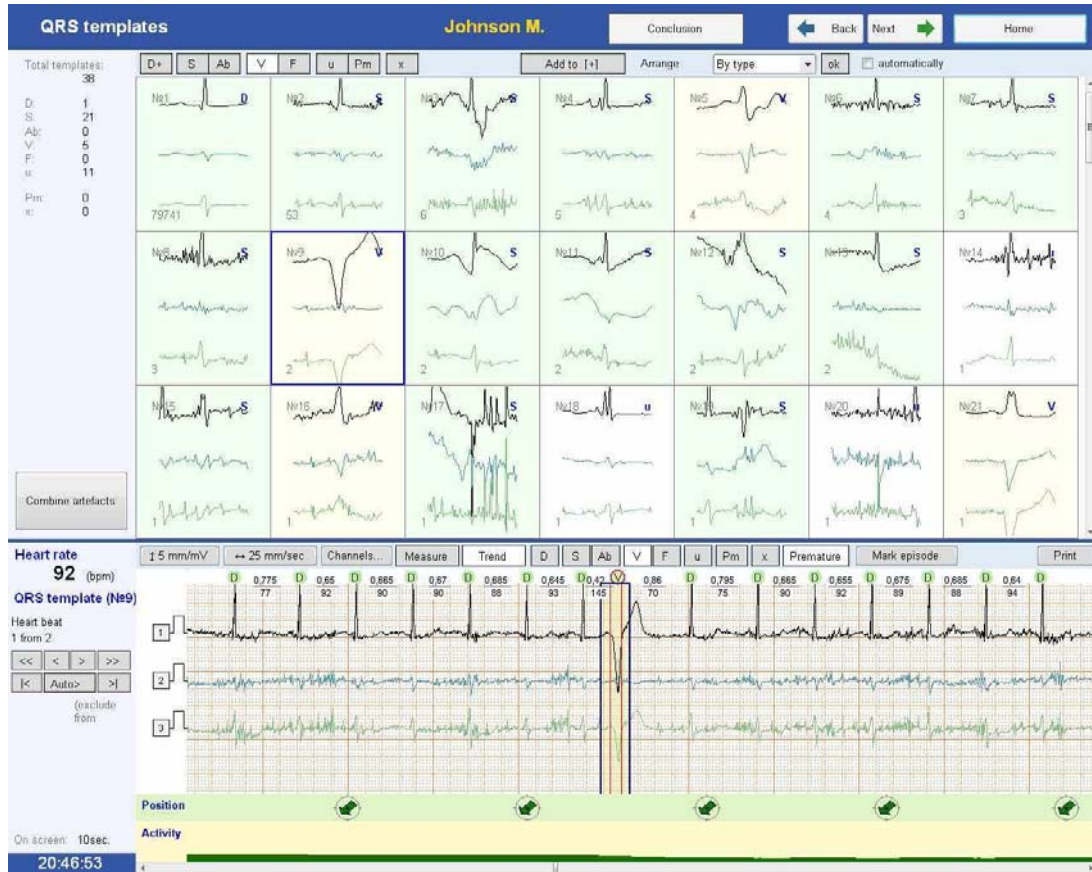 QRS templates Johnson M. Conclusion Back Next Home
Total templates: 38
D+ S Ab V F u Pm x Add to [+] Arrange By type ok automatically
D: 1
S: 21
Ab: 0
V: 5
F: 0
u: 11
Pm: 0
x: 0
№1 D №2 S №3 S №4 S №5 V №6 S №7 S
79741 53 6 5 4 4 3
№8 S №9 V №10 S №11 S №12 S №13 S №14
3 2 2 2 2 2 1
№15 S №16 V №17 S №18 u №19 S №20 u №21 V
1 1 1 1 1 1 1
Combine artefacts
Heart rate
92 (bpm)
QRS template (№9)
Heart beat
1 from 2
<< < > >>
|< Auto> >|
(exclude
from
On screen: 10sec.
20:46:53
5 mm/mV 25 mm/sec Channels... Measure Trend D S Ab V F u Pm x Premature Mark episode Print
D 0,775 D 0,65 D 0,665 D 0,67 D 0,685 D 0,645 D 0,42 V 0,86 D 0,795 D 0,665 D 0,655 D 0,675 D 0,685 D 0,64 D
77 92 90 90 88 93 145 70 75 90 92 89 88 94
1
2
3
Position
Activity